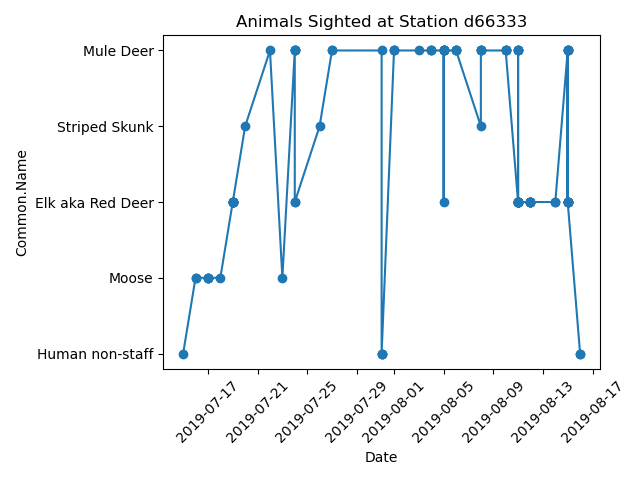 Animals Sighted at Station d66333
Common.Name
Mule Deer
Striped Skunk
Elk aka Red Deer
Moose
Human non-staff
2019-07-17
2019-07-21
2019-07-25
2019-07-29
2019-08-01
2019-08-05
2019-08-09
2019-08-13
2019-08-17
Date